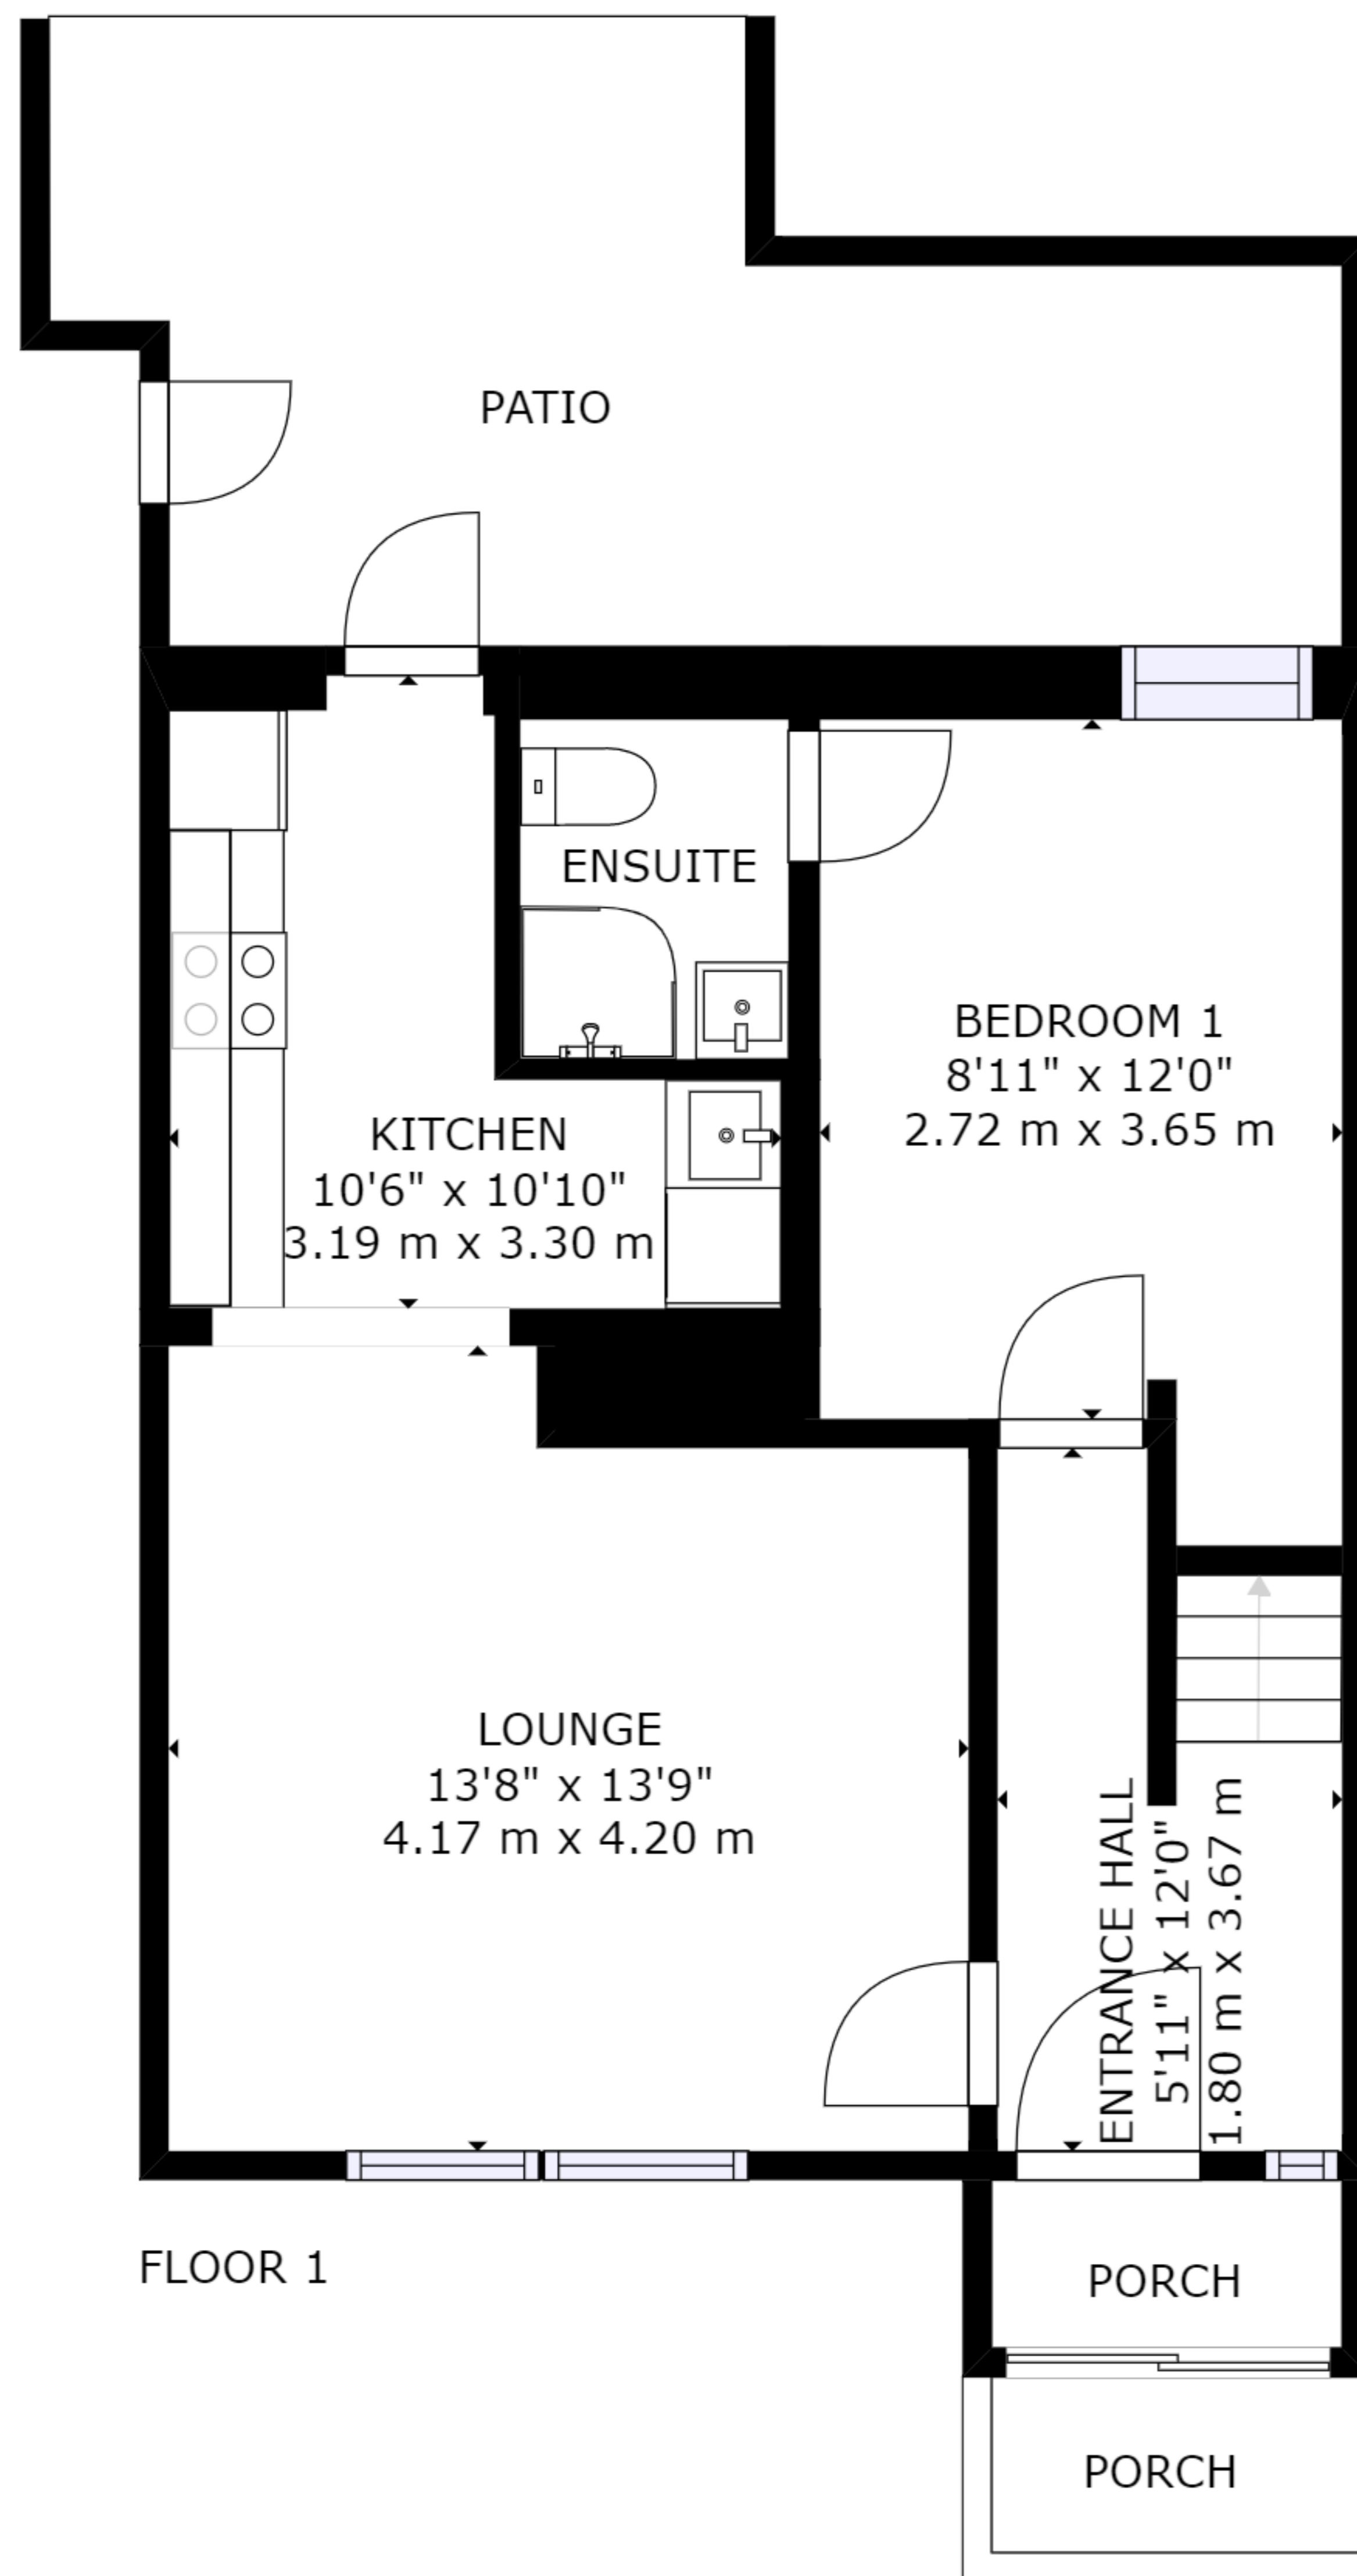 PATIO
ENSUITE
BEDROOM 1
8'11" x 12'0"
2.72 m x 3.65 m
KITCHEN
10'6" x 10'10"
3.19 m x 3.30 m
LOUNGE
13'8" x 13'9"
4.17 m x 4.20 m
ENTRANCE HALL
5'11" x 12'0"
1.80 m x 3.67 m
FLOOR 1
PORCH
PORCH